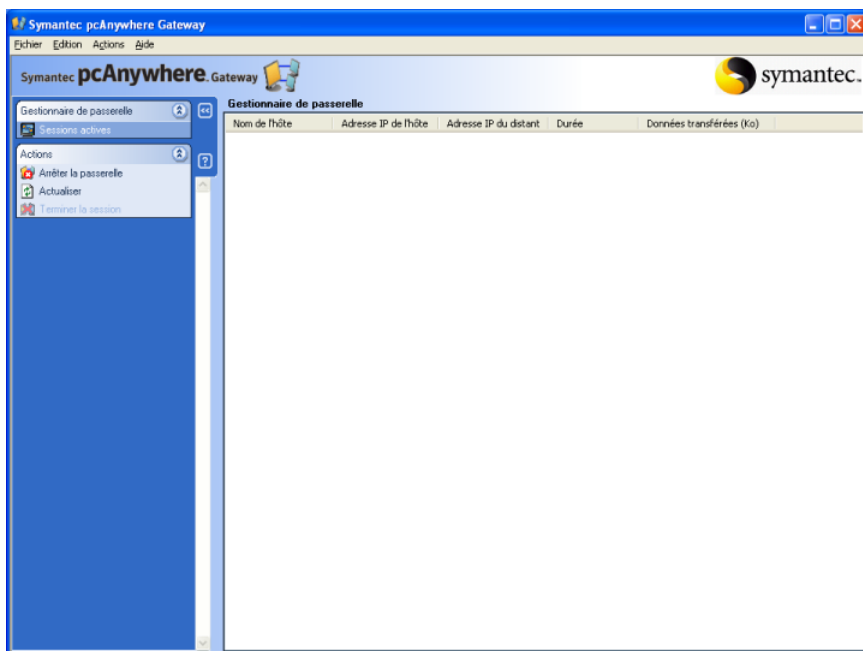 Symantec pcAnywhere Gateway
Fichier Edition Actions Aide
Symantec pcAnywhere Gateway
symantec.
Gestionnaire de passerelle
Sessions actives
Actions
Arrêter la passerelle
Actualiser
Terminer la session
Gestionnaire de passerelle
Nom de l'hôte Adresse IP de l'hôte Adresse IP du distant Durée Données transférées (Ko)